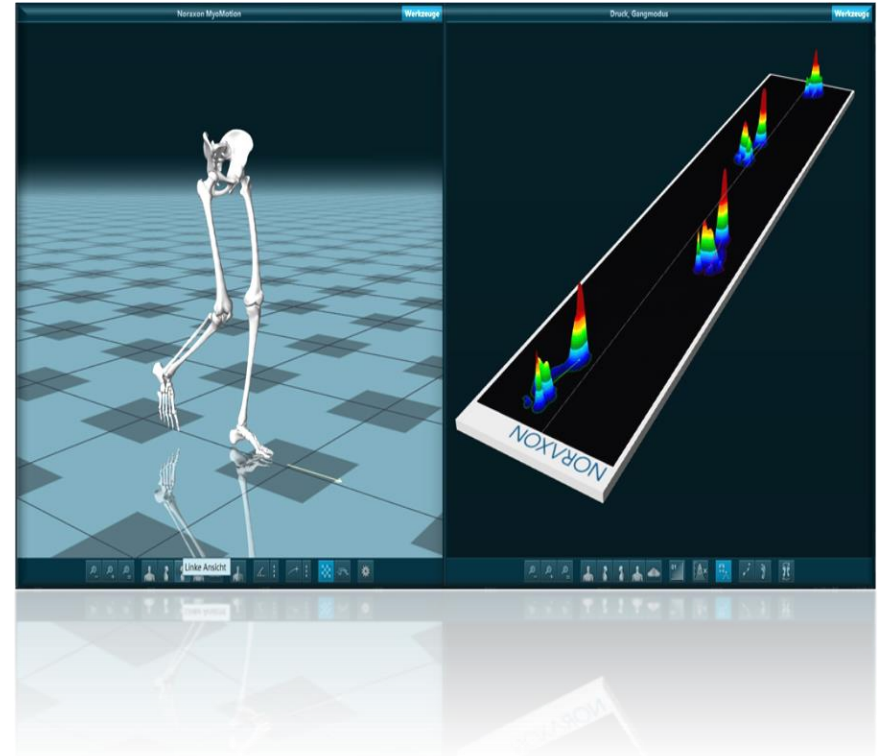 Noraxon MyoMotion
Werkzeuge
Druck, Gangmodus
Werkzeuge
NORAXON
Linke Ansicht